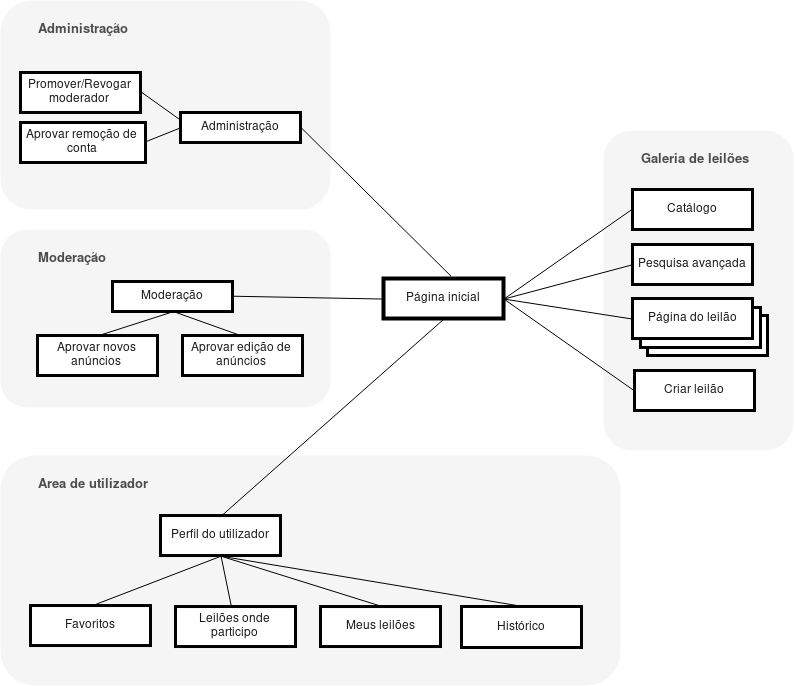 Administração
Promover/Revogar
moderador
Aprovar remoção de
conta
Administração
Galeria de leilões
Catálogo
Pesquisa avançada
Página do leilão
Criar leilão
Moderação
Moderação
Aprovar novos
anúncios
Aprovar edição de
anúncios
Página inicial
Area de utilizador
Perfil do utilizador
Favoritos
Leilões onde
participo
Meus leilões
Histórico